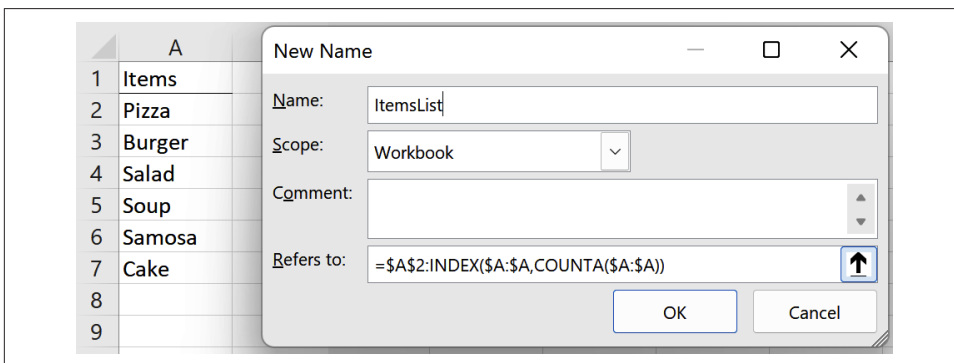 A
1 Items
2 Pizza
3 Burger
4 Salad
5 Soup
6 Samosa
7 Cake
8
9
New Name
Name: ItemsList
Scope: Workbook
Comment:
Refers to: =$A$2:INDEX($A:$A,COUNTA($A:$A))
OK Cancel